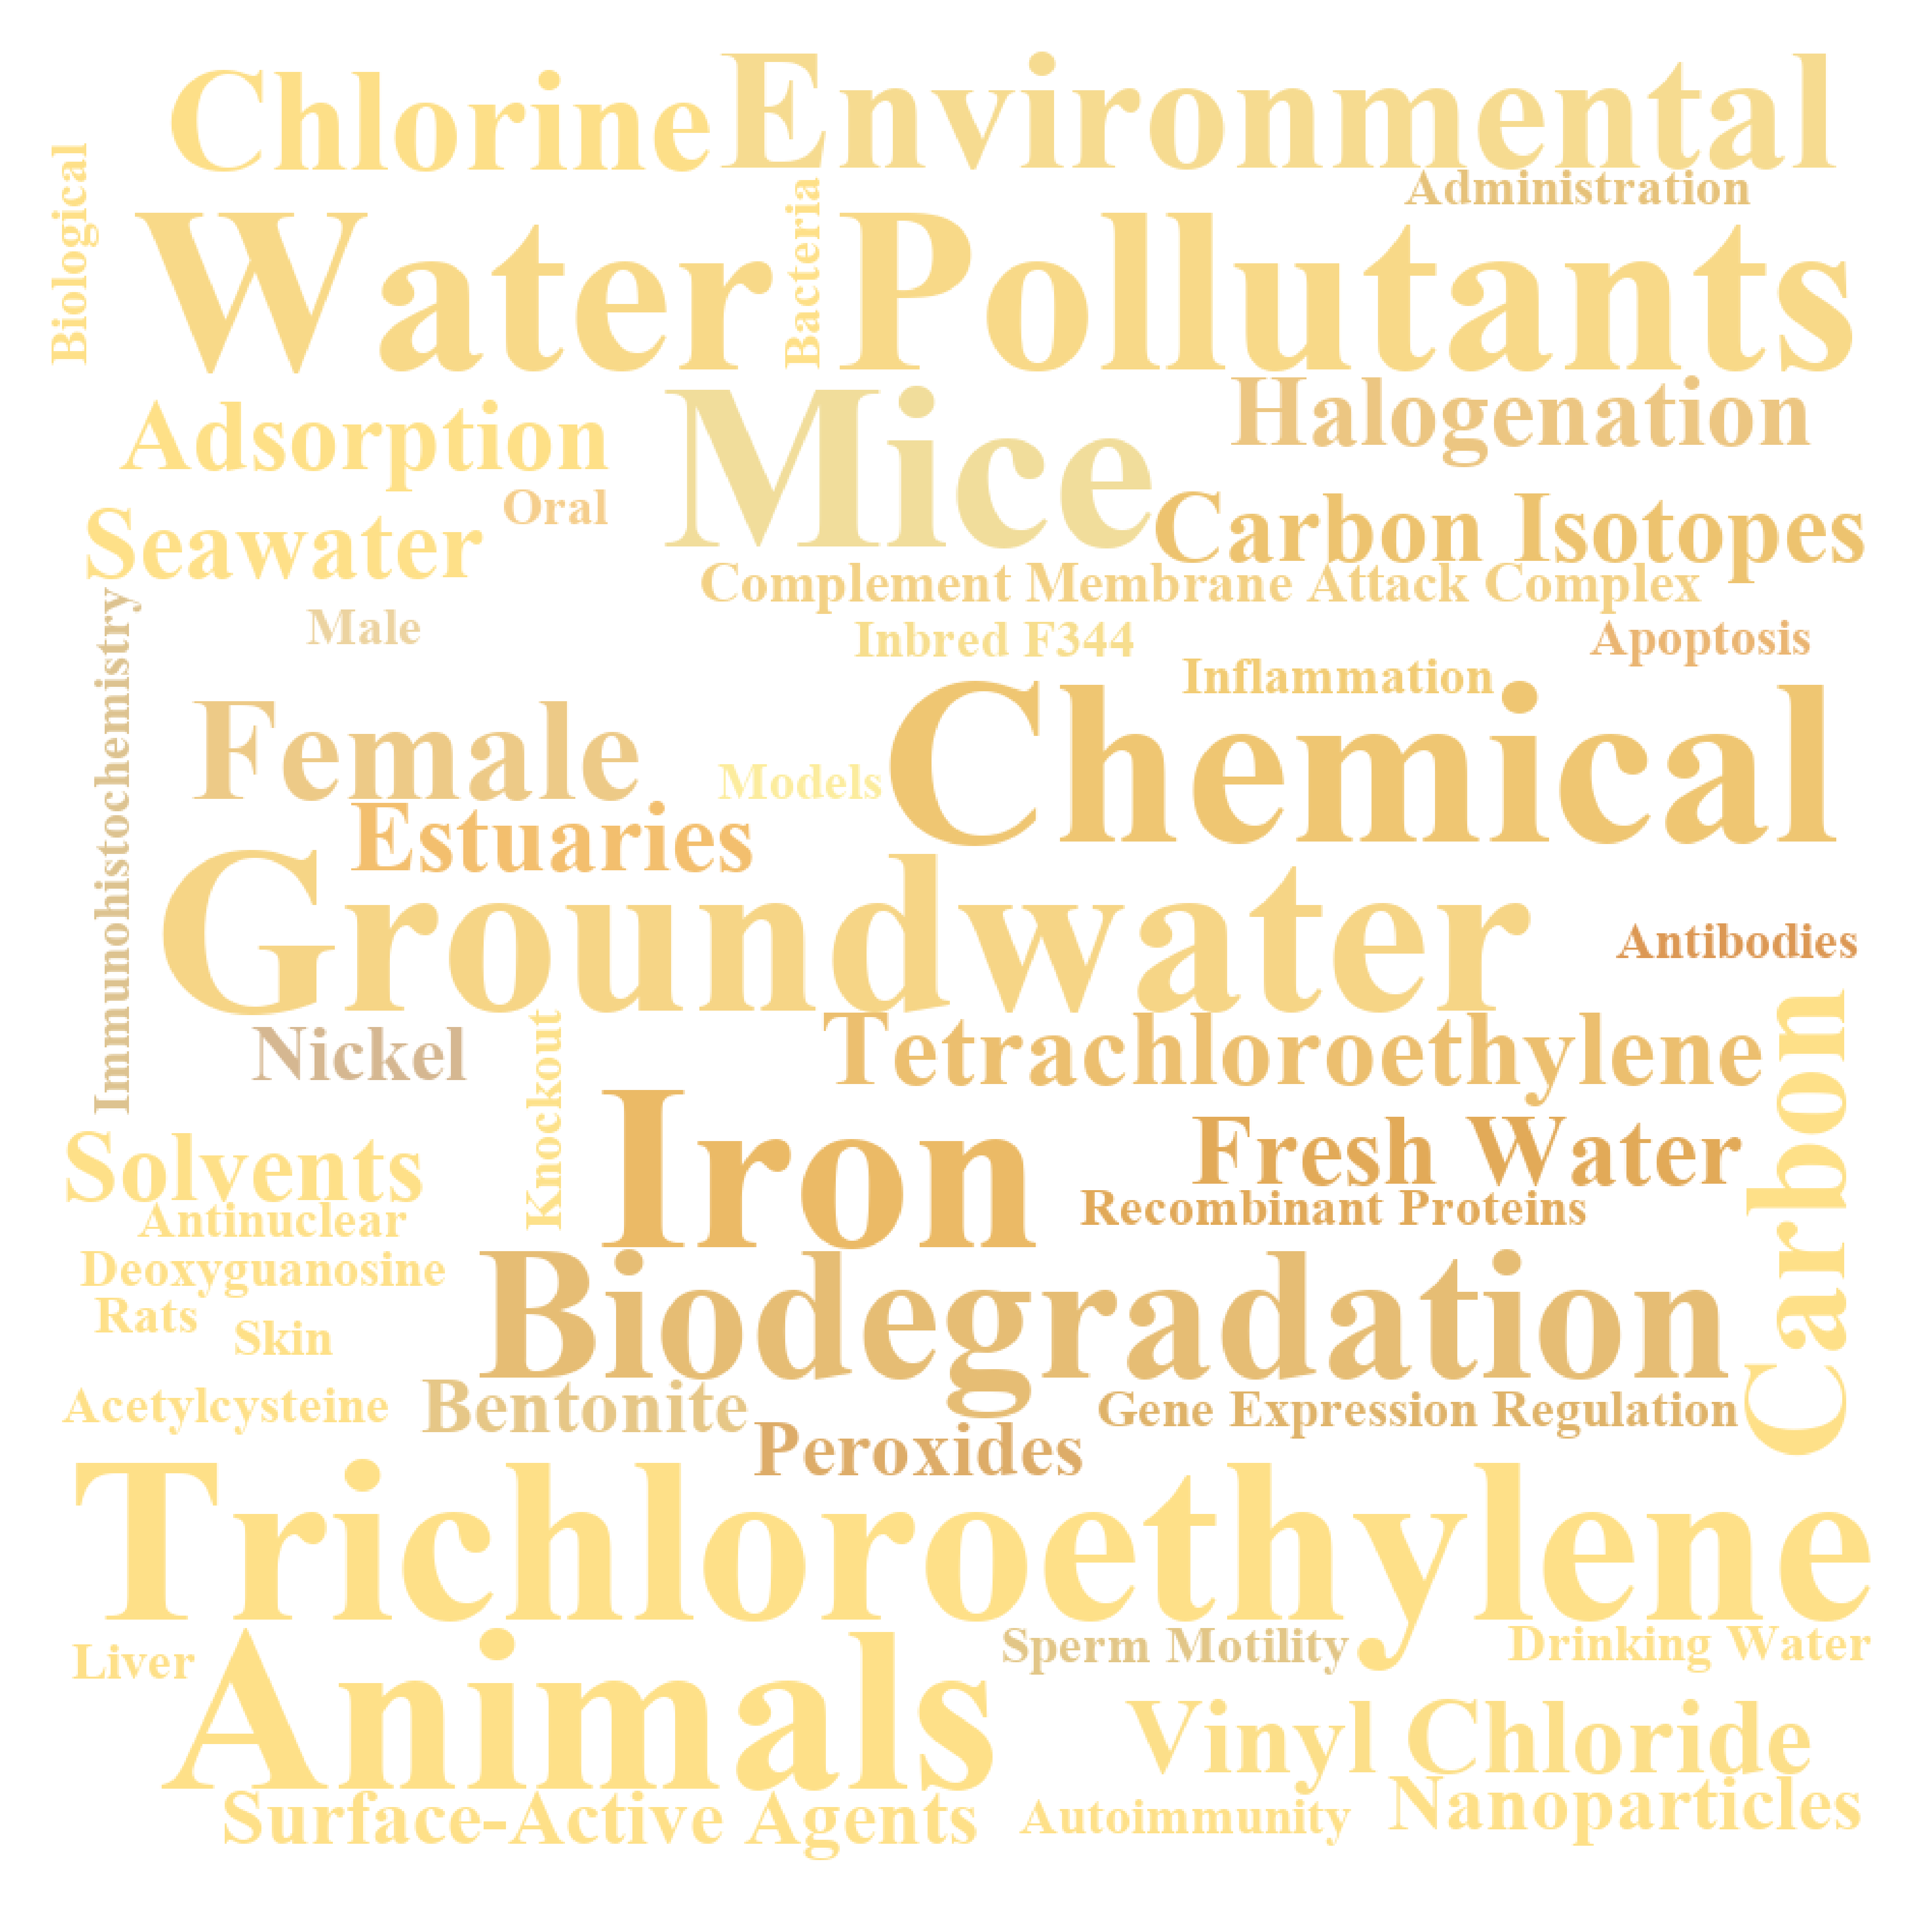 Chlorine
Environmental
Biological
Bacteria
Administration
Water Pollutants
Mice
Halogenation
Adsorption
Oral
Seawater
Carbon Isotopes
Complement Membrane Attack Complex
Immunohistochemistry
Male
Inbred F344
Apoptosis
Inflammation
Female
Models
Chemical
Estuaries
Groundwater
Antibodies
Nickel
Knockout
Tetrachloroethylene
Carbon
Iron
Fresh Water
Solvents
Recombinant Proteins
Antinuclear
Deoxyguanosine
Biodegradation
Rats
Skin
Acetylcysteine
Bentonite
Gene Expression Regulation
Peroxides
Trichloroethylene
Liver
Animals
Sperm Motility
Drinking Water
Vinyl Chloride
Surface-Active Agents
Autoimmunity
Nanoparticles